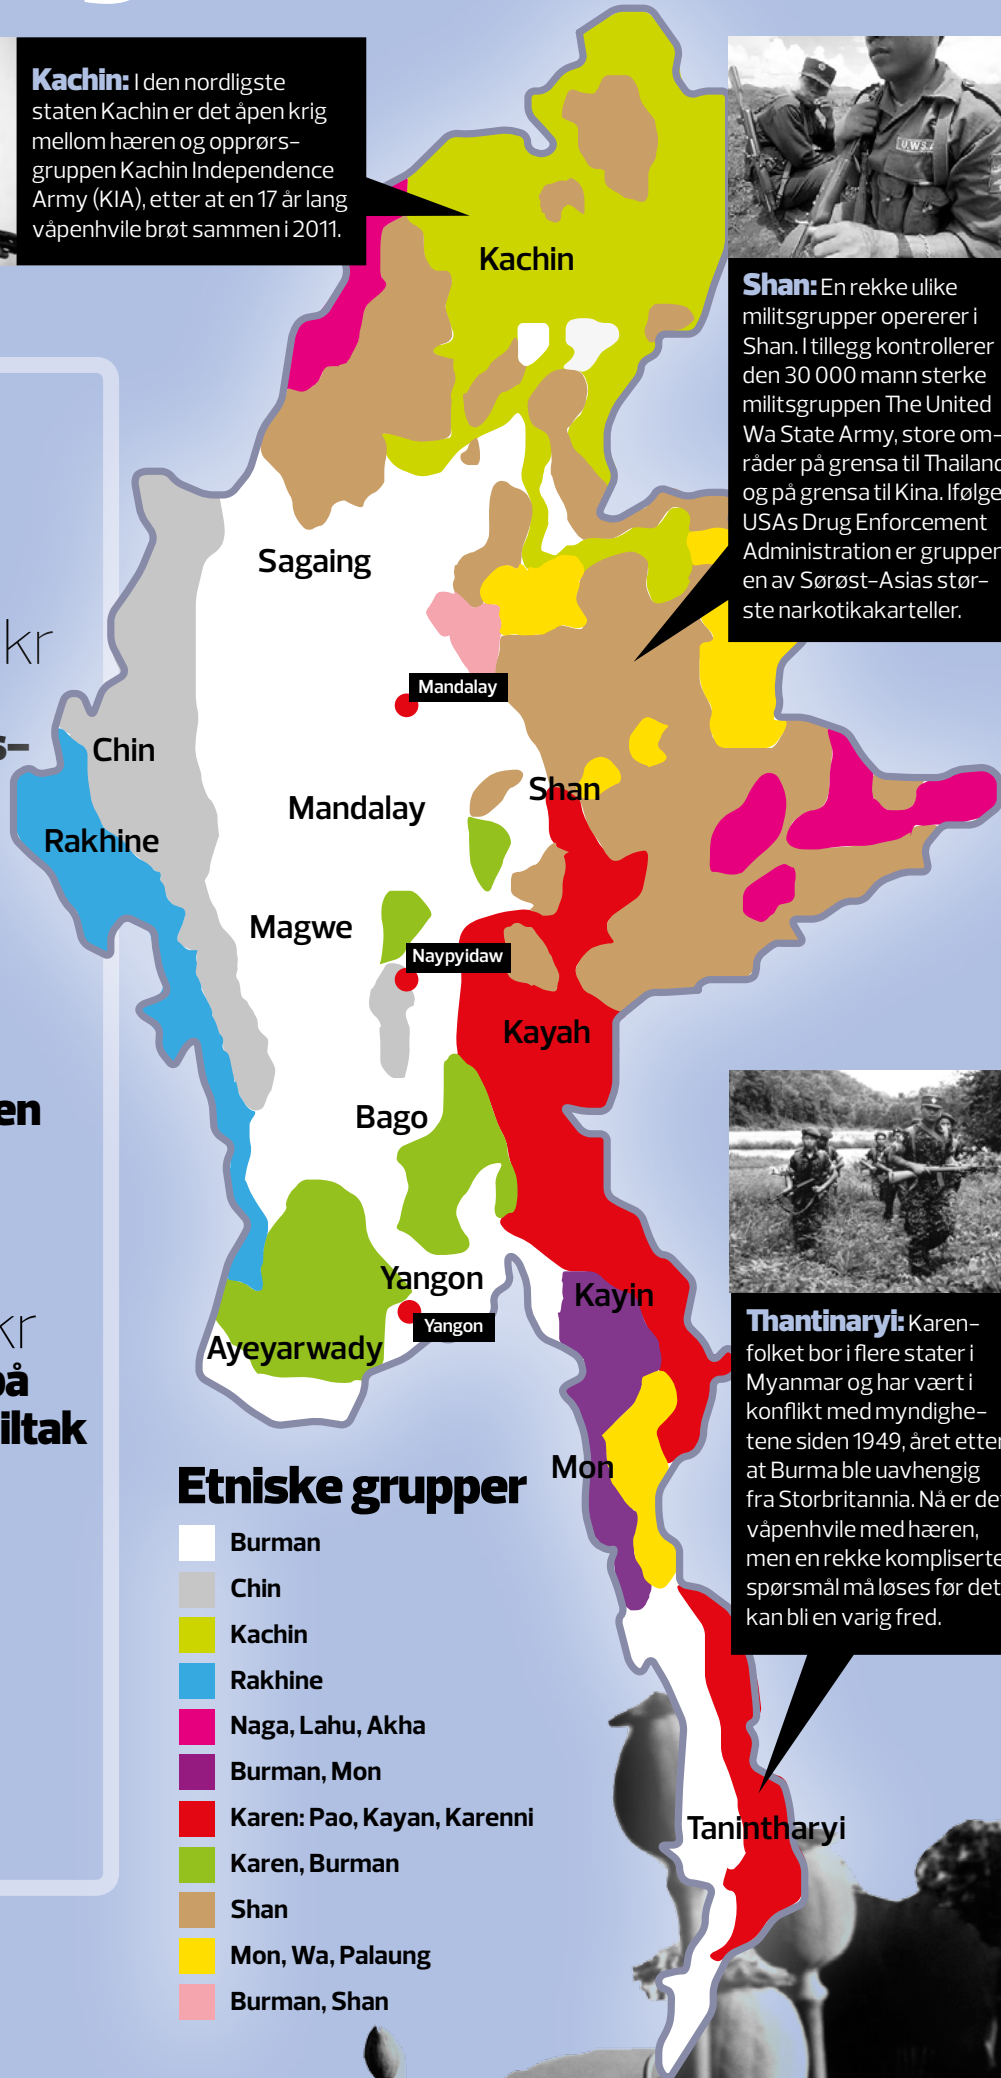 Kachin: I den nordligste
staten Kachin er det åpen krig
mellom hæren og opprørs-
gruppen Kachin Independence
Army (KIA), etter at en 17 år lang
våpenhvile brøt sammen i 2011.
U.W.S.
Shan: En rekke ulike
militsgrupper opererer i
Shan. I tillegg kontrollerer
den 30 000 mann sterke
militsgruppen The United
Wa State Army, store om-
råder på grensa til Thailand
og på grensa til Kina. Ifølge
USAs Drug Enforcement
Administration er gruppen
en av Sørøst-Asias stør-
ste narkotikakarteller.
Kachin
Sagaing
kr
s-
Mandalay
Chin
Shan
Mandalay
Rakhine
Magwe
Naypyidaw
Kayah
en
Bago
Yangon
Kayin
kr
Yangon
Ayeyarwady
på
iltak
Mon
Thantinaryi: Karen-
folket bor i flere stater i
Myanmar og har vært i
konflikt med myndighe-
tene siden 1949, året etter
at Burma ble uavhengig
fra Storbritannia. Nå er det
våpenhvile med hæren,
men en rekke kompliserte
spørsmål må løses før det
kan bli en varig fred.
Tanintharyi
Etniske grupper
Burman
Chin
Kachin
Rakhine
Naga, Lahu, Akha
Burman, Mon
Karen: Pao, Kayan, Karenni
Karen, Burman
Shan
Mon, Wa, Palaung
Burman, Shan